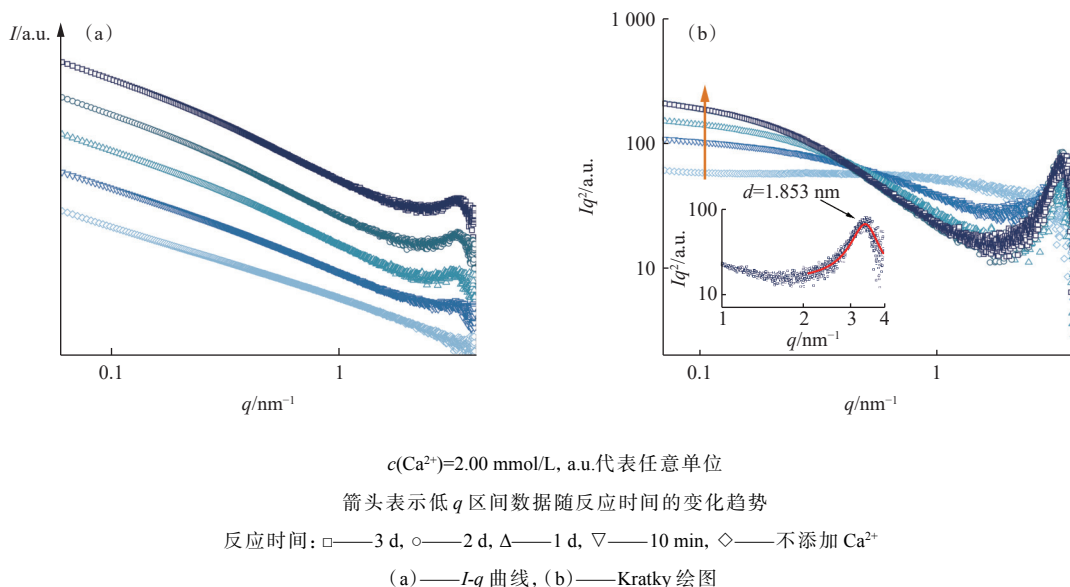 I/a.u.
(a)
0.1
1
q/nm⁻¹
(b)
1 000
100
10
Iq²/a.u.
d=1.853 nm
100
10
Iq²/a.u.
1
2
3
4
q/nm⁻¹
0.1
1
q/nm⁻¹
c(Ca²⁺)=2.00 mmol/L, a.u.代表任意单位
箭头表示低 q 区间数据随反应时间的变化趋势
反应时间:□——3 d, ○——2 d, Δ——1 d, ▽——10 min, ◇——不添加 Ca²⁺
(a)——I-q 曲线, (b)——Kratky 绘图